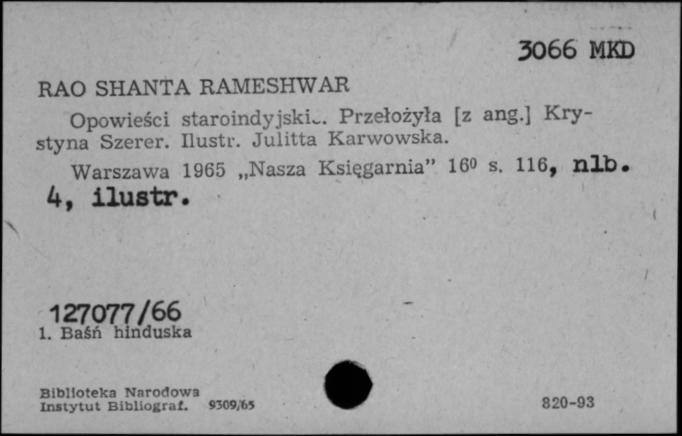 3066 MKD
RAO SHANTA RAMESHWAR
Opowieści staroindyjski.. Przełożyła [z ang.] Kry-
styna Szerer. Ilustr. Julitta Karwowska.
Warszawa 1965 „Nasza Księgarnia” 16⁰ s. 116, nlb.
4, ilustr.
127077/66
1. Baśń hinduska
Biblioteka Narodowa
Instytut Bibliograf. 9309/65
820-93